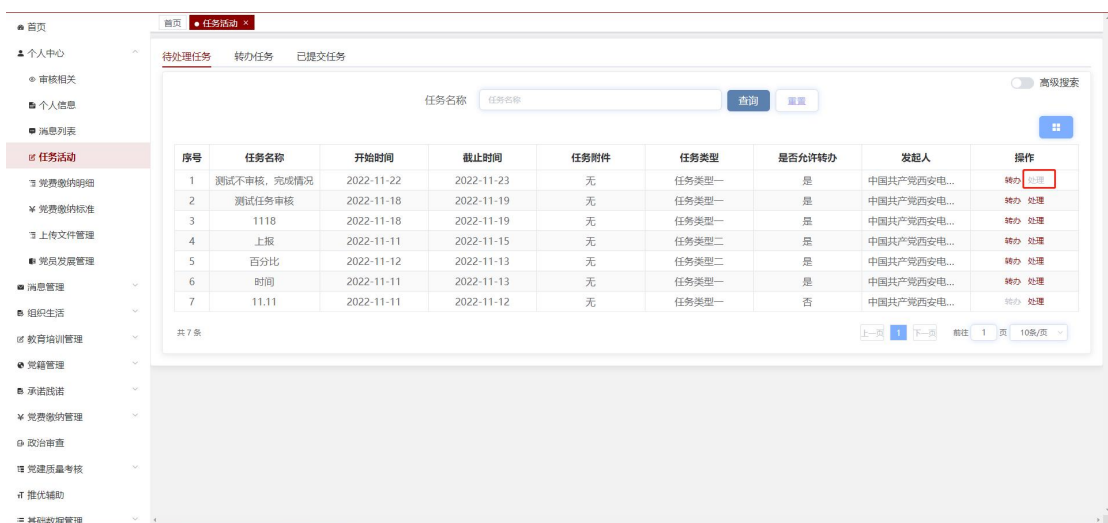 首页
个人中心
审核相关
个人信息
消息列表
任务活动
党费缴纳明细
党费缴纳标准
上传文件管理
党员发展管理
消息管理
组织生活
教育培训管理
党籍管理
承诺践诺
党费缴纳管理
政治审查
党建质量考核
推优辅助
基础数据管理
首页 任务活动 ×
待处理任务 转办任务 已提交任务
高级搜索
任务名称 任务名称 查询 重置
序号 任务名称 开始时间 截止时间 任务附件 任务类型 是否允许转办 发起人 操作
1 测试不审核，完成情况 2022-11-22 2022-11-23 无 任务类型一 是 中国共产党西安电... 转办 处理
2 测试任务审核 2022-11-18 2022-11-19 无 任务类型一 是 中国共产党西安电... 转办 处理
3 1118 2022-11-18 2022-11-19 无 任务类型一 是 中国共产党西安电... 转办 处理
4 上报 2022-11-11 2022-11-15 无 任务类型二 是 中国共产党西安电... 转办 处理
5 百分比 2022-11-12 2022-11-13 无 任务类型二 是 中国共产党西安电... 转办 处理
6 时间 2022-11-11 2022-11-13 无 任务类型一 是 中国共产党西安电... 转办 处理
7 11.11 2022-11-11 2022-11-12 无 任务类型一 否 中国共产党西安电... 转办 处理
共 7 条
上一页 1 下一页 前往 1 页 10条/页